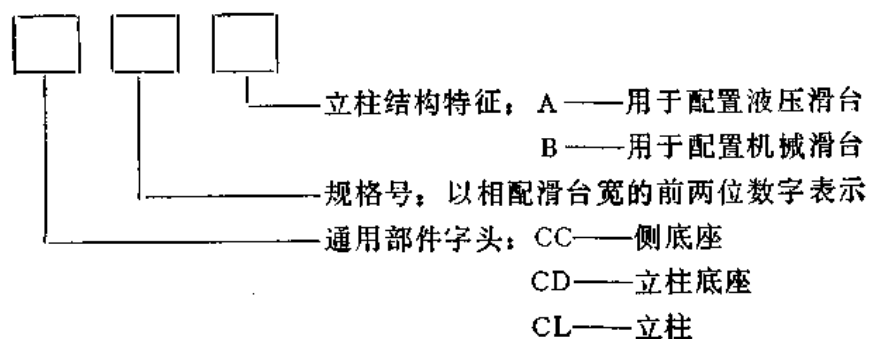 立柱结构特征：A——用于配置液压滑台
B——用于配置机械滑台
规格号：以相配滑台宽的前两位数字表示
通用部件字头：CC——侧底座
CD——立柱底座
CL——立柱